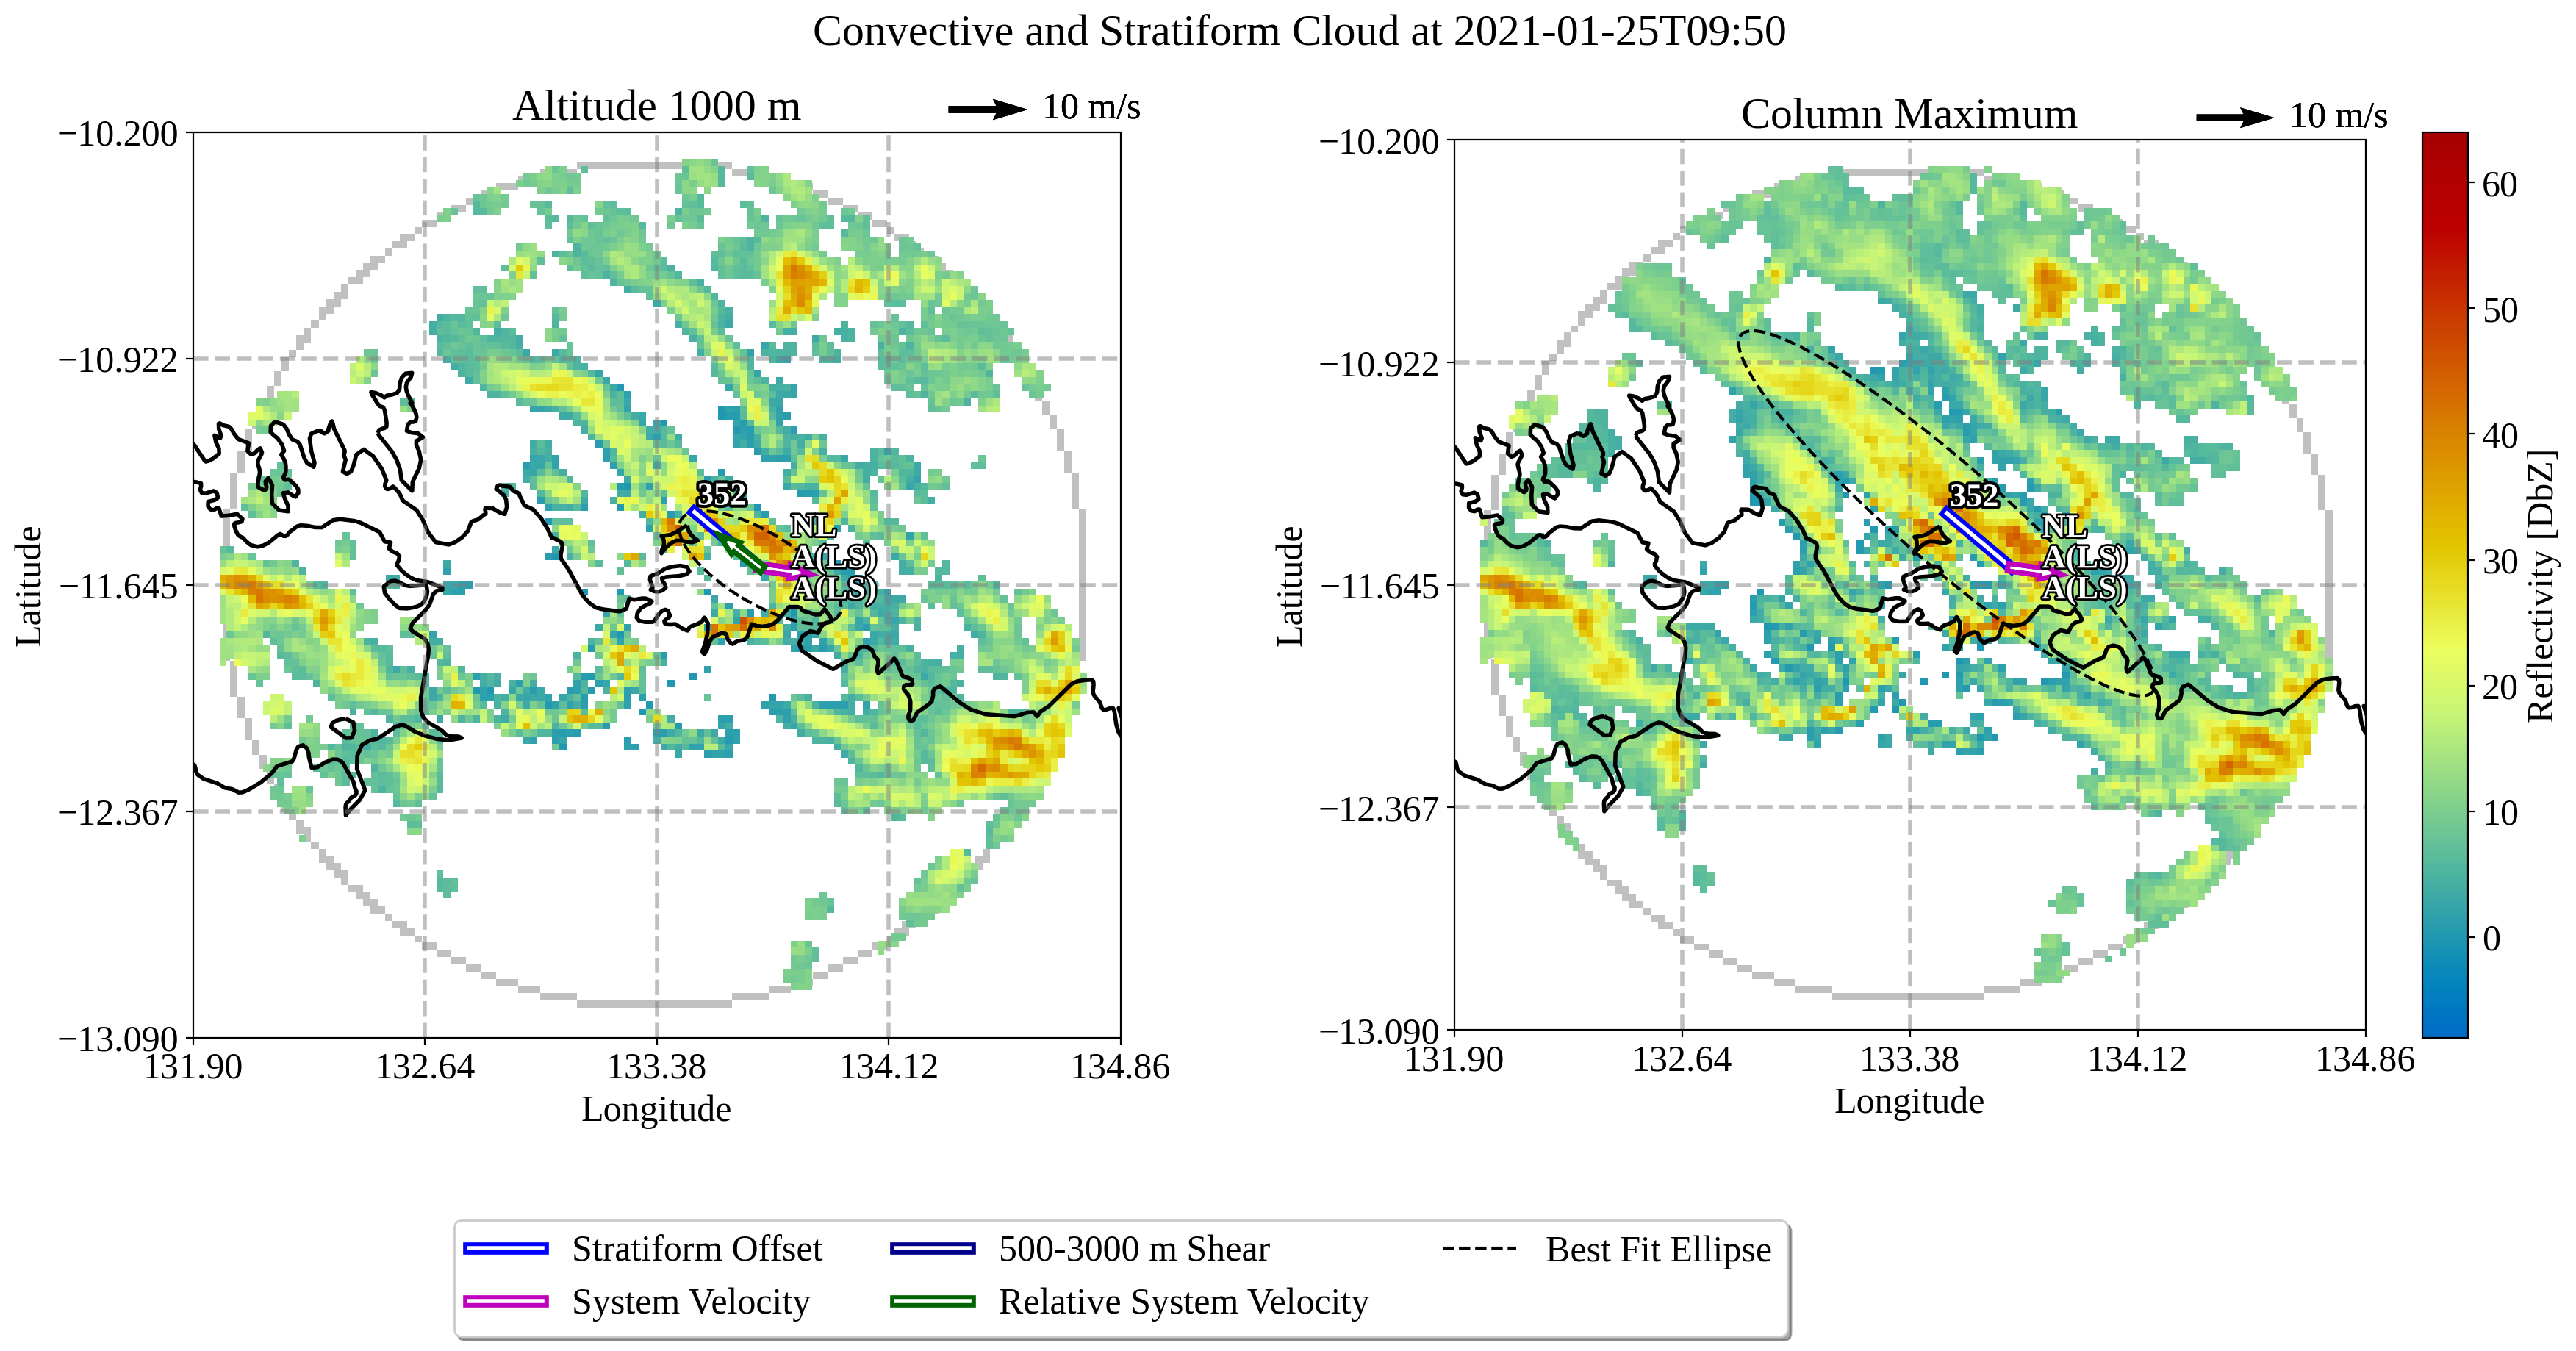 Convective and Stratiform Cloud at 2021-01-25T09:50
Altitude 1000 m
10 m/s
−10.200
−10.922
−11.645
−12.367
−13.090
Latitude
131.90
132.64
133.38
134.12
134.86
Longitude
352
NL
A(LS)
A(LS)
Column Maximum
10 m/s
−10.200
−10.922
−11.645
−12.367
−13.090
Latitude
131.90
132.64
133.38
134.12
134.86
Longitude
352
NL
A(LS)
A(LS)
60
50
40
30
20
10
0
Reflectivity [DbZ]
Stratiform Offset
System Velocity
500-3000 m Shear
Relative System Velocity
Best Fit Ellipse